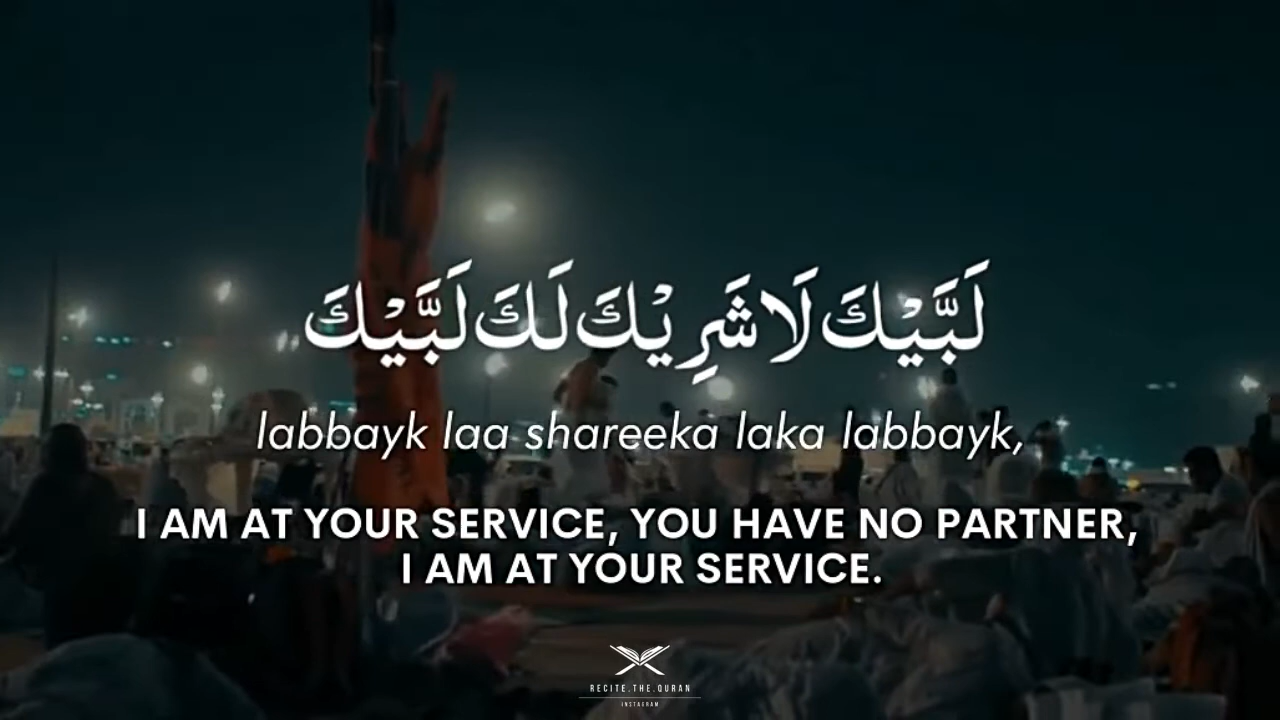 لَبَّيْكَ لَا شَرِيْكَ لَكَ لَبَّيْكَ
labbayk laa shareeka laka labbayk,
I AM AT YOUR SERVICE, YOU HAVE NO PARTNER,
I AM AT YOUR SERVICE.
RECITE.THE.QURAN
INSTAGRAM